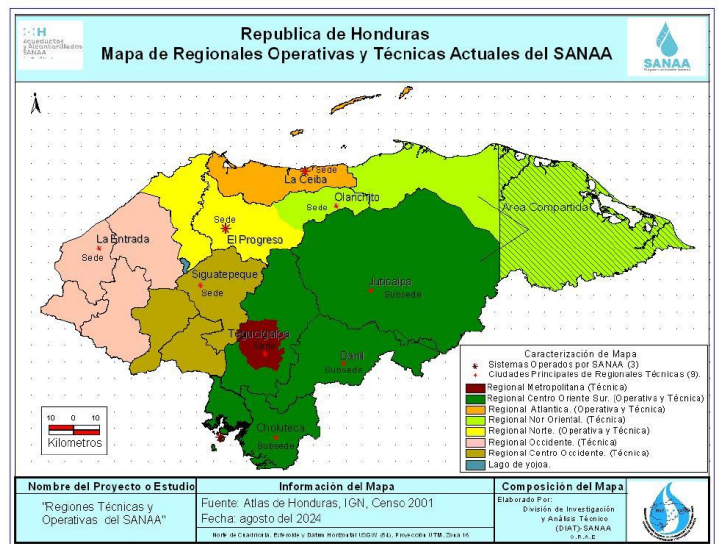 Republica de Honduras
Mapa de Regionales Operativas y Técnicas Actuales del SANAA
Acueductos
y Alcantarillados
SANAA
SANAA
Sede
La Ceiba
Olanchito
Sede
Area Compartida
Sede
El Progreso
La Entrada
Sede
Siguatepeque
Sede
Juticalpa
Subsede
Tegucigalpa
Sede
Danli
Subsede
Choluteca
Subsede
10 0 10
Kilometros
Caracterización de Mapa
Sistemas Operados por SANAA (3)
Ciudades Principales de Regionales Técnicas (9).
Regional Metropolitana (Técnica)
Regional Centro Oriente Sur. (Operativa y Técnica)
Regional Atlantica. (Operativa y Técnica)
Regional Nor Oriental. (Técnica)
Regional Norte. (Operativa y Técnica)
Regional Occidente. (Técnica)
Regional Centro Occidente. (Técnica)
Lago de yojoa.
Nombre del Proyecto o Estudio
"Regiones Técnicas y
Operativas del SANAA"
Información del Mapa
Fuente: Atlas de Honduras, IGN, Censo 2001
Fecha: agosto del 2024
Composición del Mapa
Elaborado Por:
División de Investigación
y Análisis Técnico
(DIAT)-SANAA